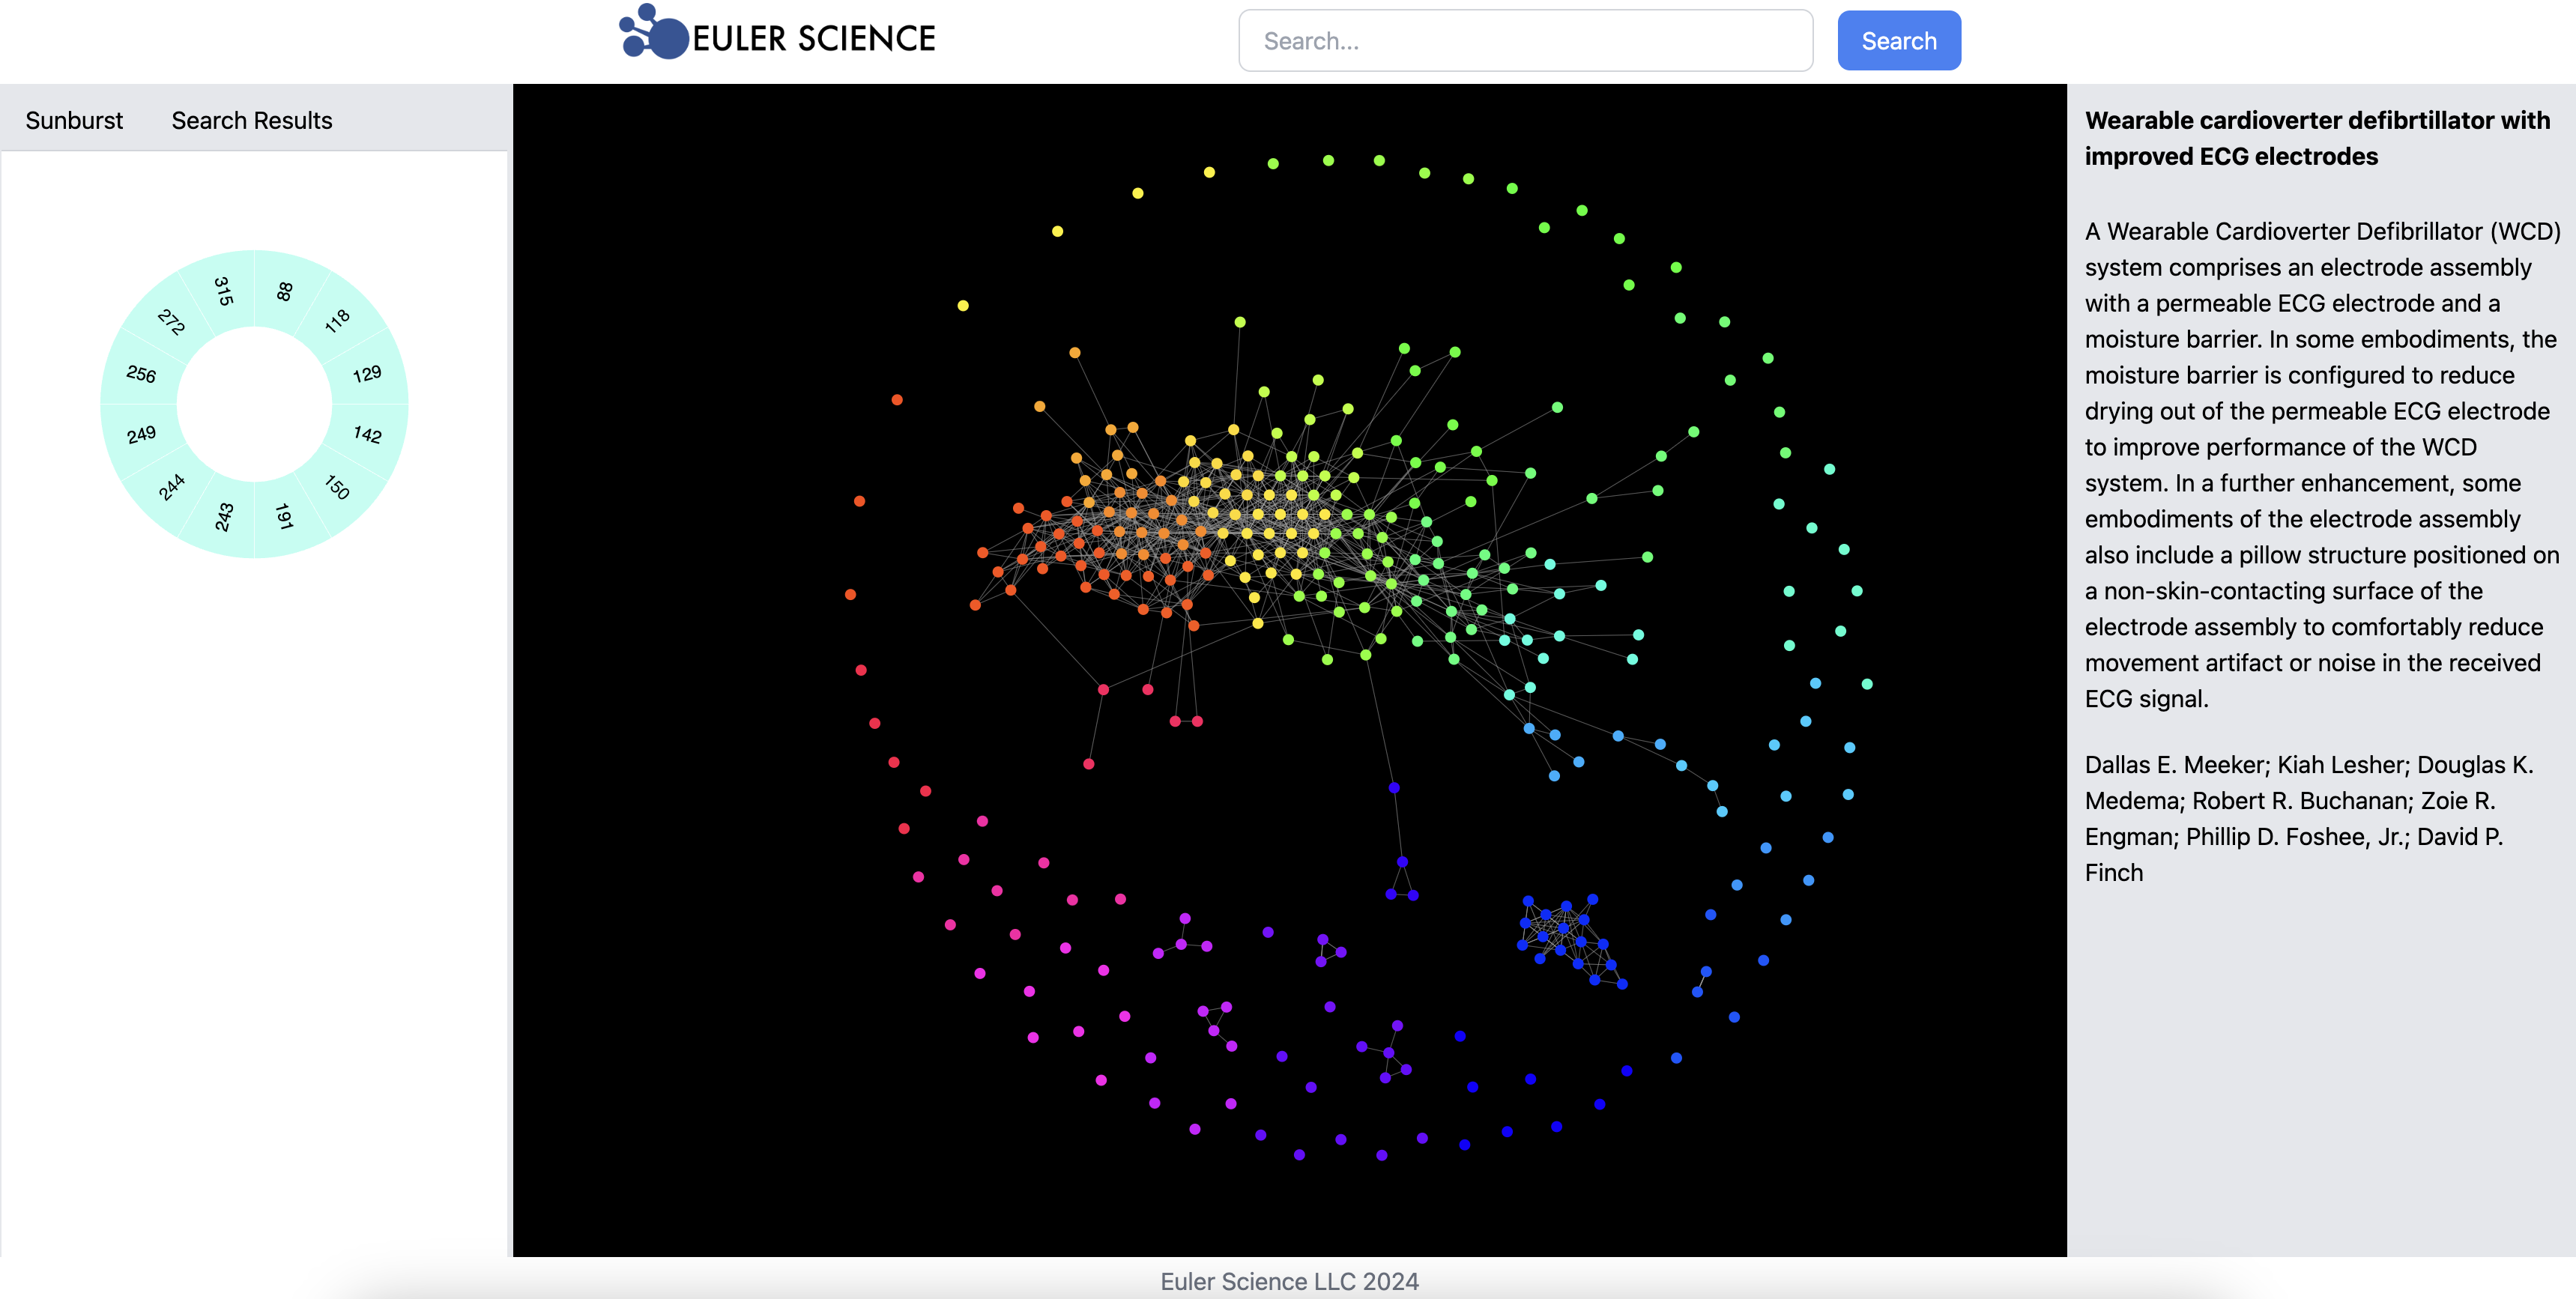 EULER SCIENCE
Search...
Search
Sunburst
Search Results
315
88
118
129
142
150
191
243
244
249
256
272
Wearable cardioverter defibrtillator with
improved ECG electrodes
A Wearable Cardioverter Defibrillator (WCD)
system comprises an electrode assembly
with a permeable ECG electrode and a
moisture barrier. In some embodiments, the
moisture barrier is configured to reduce
drying out of the permeable ECG electrode
to improve performance of the WCD
system. In a further enhancement, some
embodiments of the electrode assembly
also include a pillow structure positioned on
a non-skin-contacting surface of the
electrode assembly to comfortably reduce
movement artifact or noise in the received
ECG signal.
Dallas E. Meeker; Kiah Lesher; Douglas K.
Medema; Robert R. Buchanan; Zoie R.
Engman; Phillip D. Foshee, Jr.; David P.
Finch
Euler Science LLC 2024